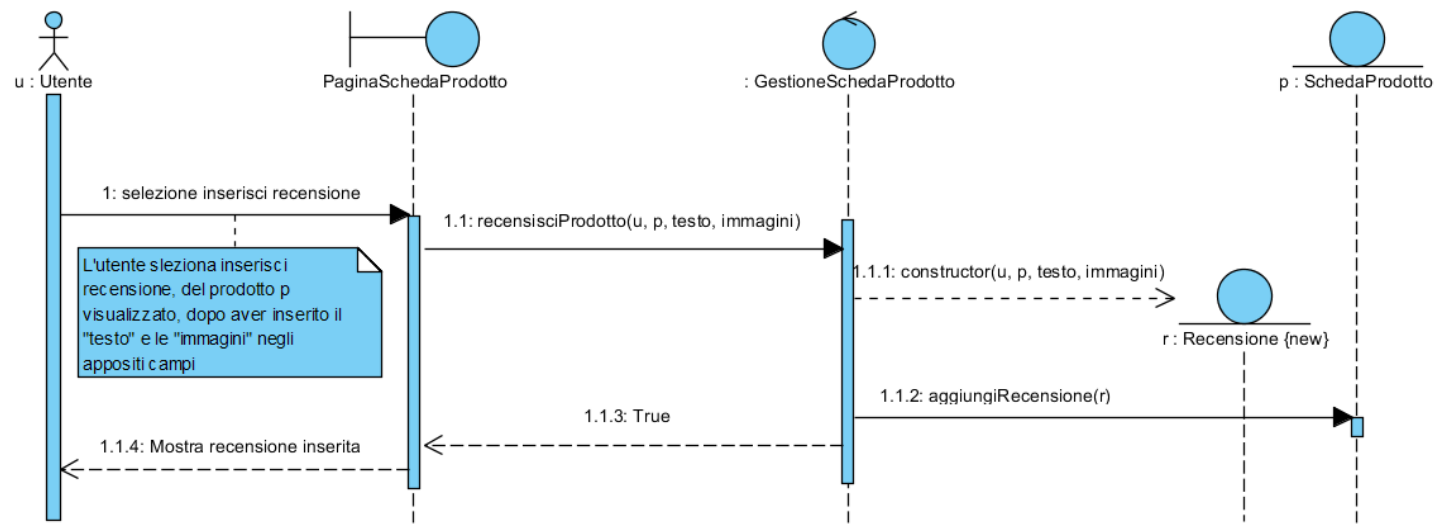 u : Utente
PaginaSchedaProdotto
: GestioneSchedaProdotto
p : SchedaProdotto
1: selezione inserisci recensione
1.1: recensisciProdotto(u, p, testo, immagini)
L'utente sleziona inserisci
recensione, del prodotto p
visualizzato, dopo aver inserito il
"testo" e le "immagini" negli
appositi campi
1.1.1: constructor(u, p, testo, immagini)
r : Recensione {new}
1.1.2: aggiungiRecensione(r)
1.1.3: True
1.1.4: Mostra recensione inserita